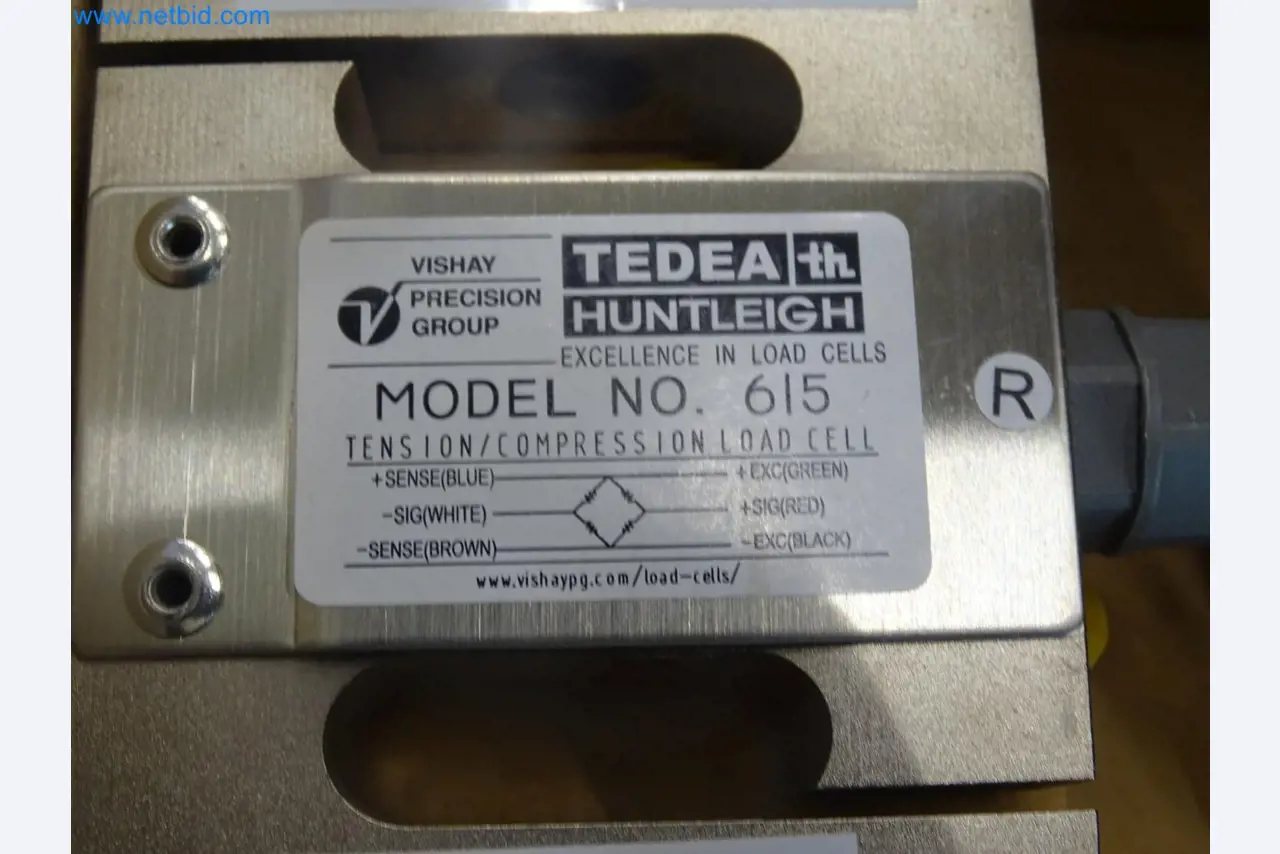 www.netbid.com
VISHAY
PRECISION
GROUP
TEDEA th
HUNTLEIGH
EXCELLENCE IN LOAD CELLS
MODEL NO. 615
TENSION/COMPRESSION LOAD CELL
+SENSE(BLUE) +EXC(GREEN)
-SIG(WHITE) +SIG(RED)
-SENSE(BROWN) -EXC(BLACK)
www.vishaypg.com/load-cells/
R